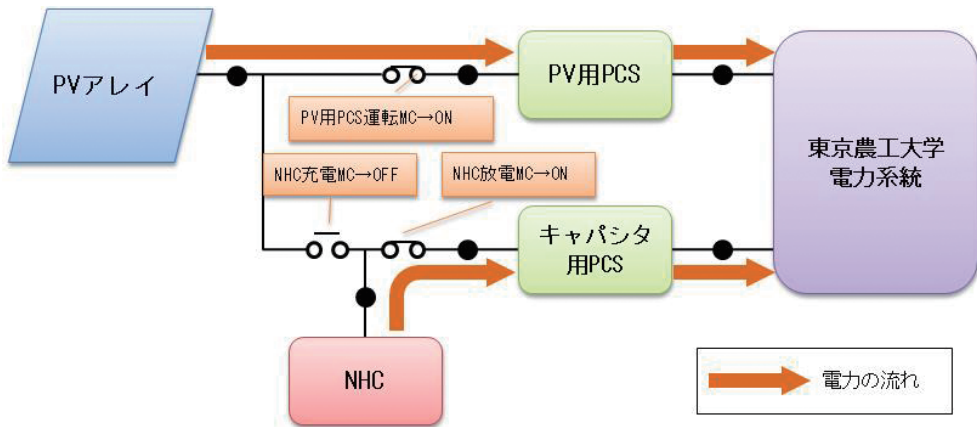 PVアレイ
PV用PCS
PV用PCS運転MC→ON
東京農工大学
電力系統
NHC充電MC→OFF
NHC放電MC→ON
キャパシタ
用PCS
NHC
電力の流れ